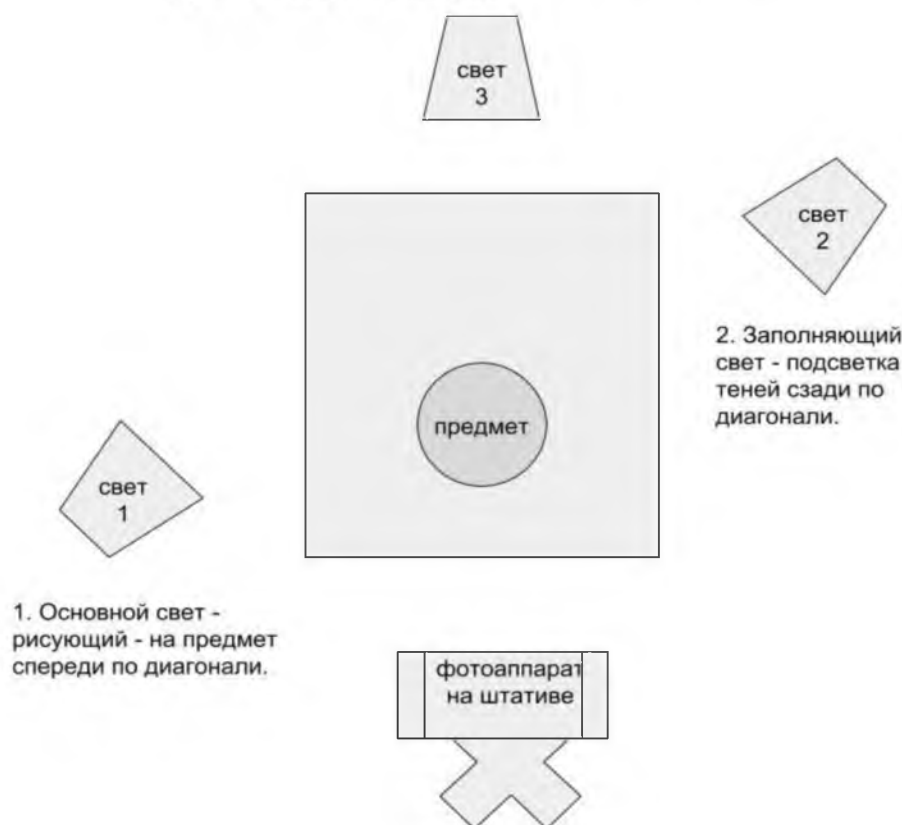 свет
3
свет
2
2. Заполняющий
свет - подсветка
теней сзади по
диагонали.
предмет
свет
1
1. Основной свет -
рисующий - на предмет
спереди по диагонали.
фотоаппарат
на штативе